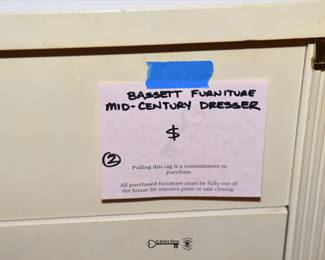 BASSETT FURNITURE
MID-CENTURY DRESSER
$
2
Pulling this tag is a commitment to
purchase.
All purchased furniture must be fully out of
the house 30 minutes prior to sale closing.